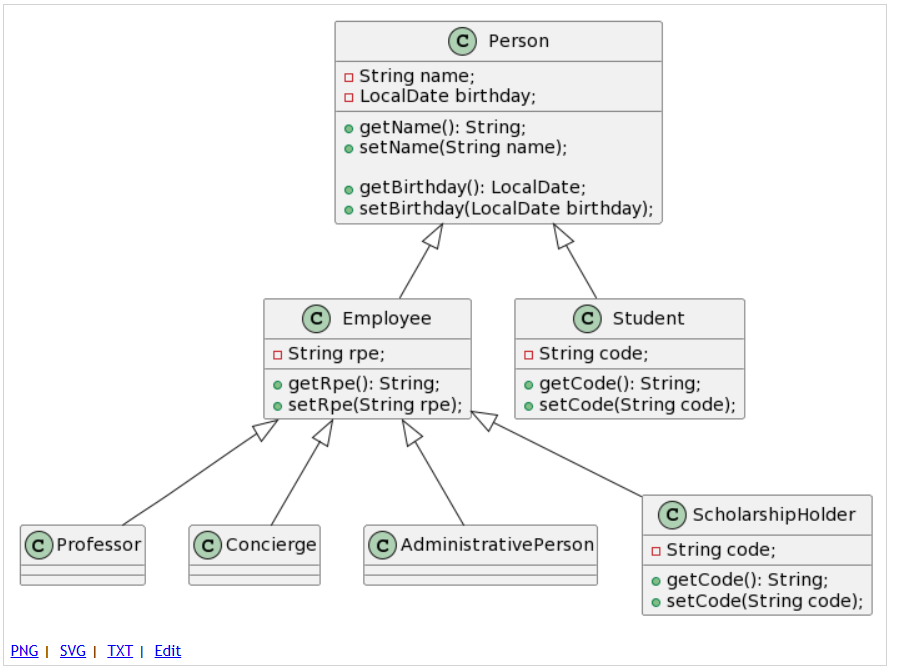 C Person
String name;
LocalDate birthday;
getName(): String;
setName(String name);
getBirthday(): LocalDate;
setBirthday(LocalDate birthday);
C Employee
String rpe;
getRpe(): String;
setRpe(String rpe);
C Student
String code;
getCode(): String;
setCode(String code);
C Professor
C Concierge
C AdministrativePerson
C ScholarshipHolder
String code;
getCode(): String;
setCode(String code);
PNG | SVG | TXT | Edit